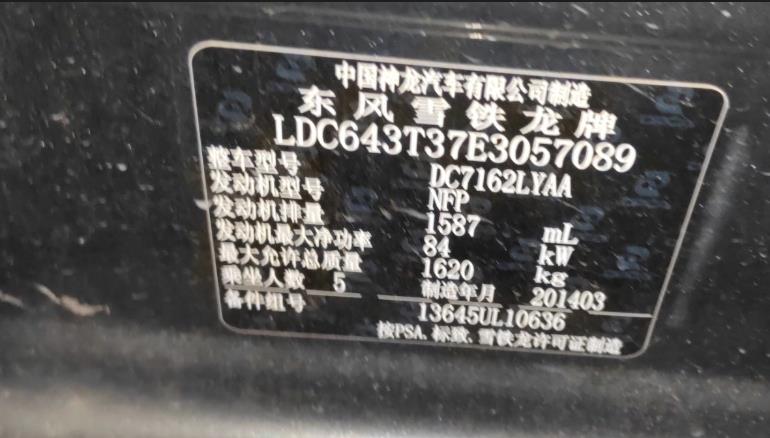 中国神龙汽车有限公司制造
东风雪铁龙牌
LDC643T37E3057089
整车型号 DC7162LYAA
发动机型号 NFP
发动机排量 1587 mL
发动机最大净功率 84 kW
最大允许总质量 1620 kg
乘坐人数 5 制造年月 201403
备件组号 13645UL10636
按PSA.标致.雪铁龙许可证制造